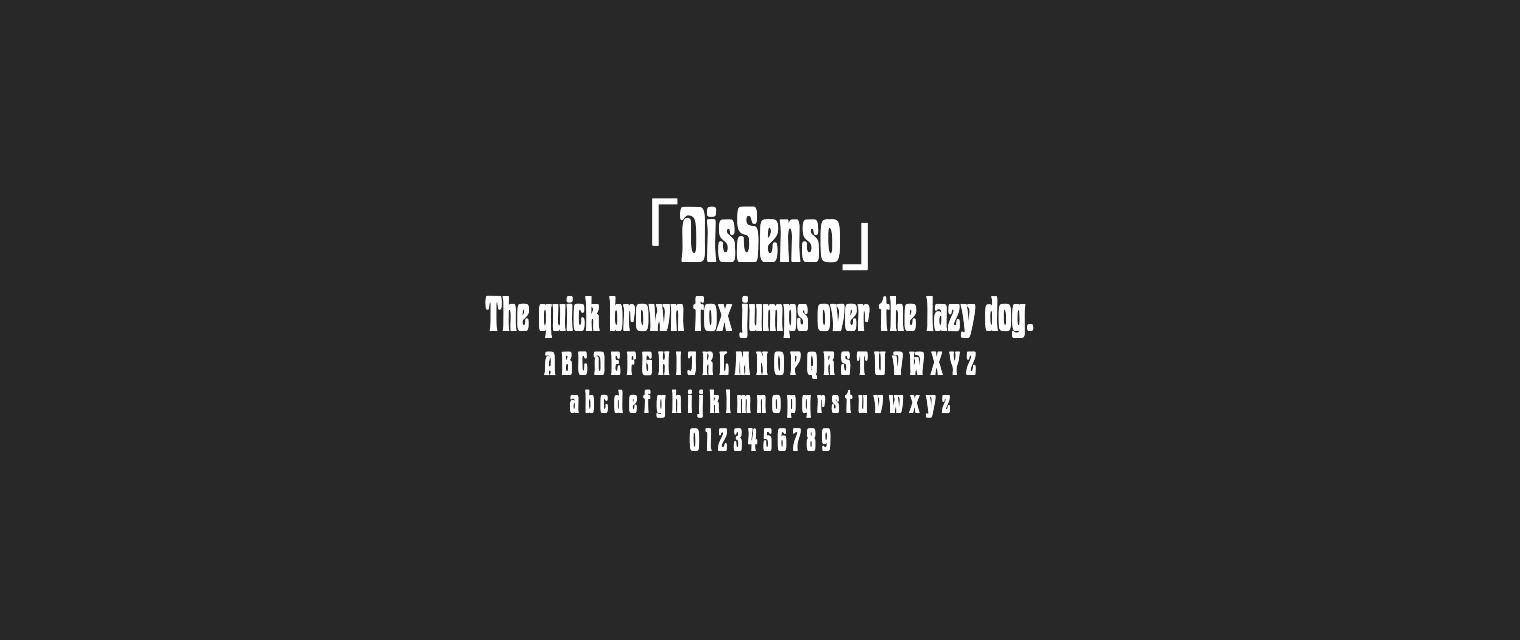 「DisSenso」
The quick brown fox jumps over the lazy dog.
A B C D E F G H I J K L M N O P Q R S T U V W X Y Z
a b c d e f g h i j k l m n o p q r s t u v w x y z
0 1 2 3 4 5 6 7 8 9